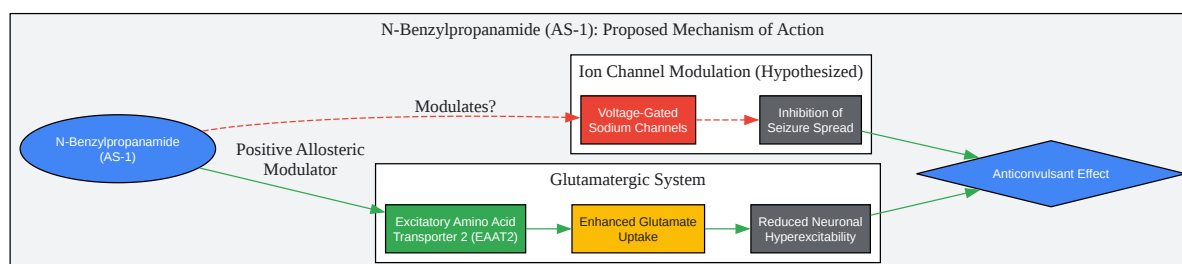 N-Benzylpropanamide (AS-1): Proposed Mechanism of Action
Ion Channel Modulation (Hypothesized)
Modulates?
Voltage-Gated
Sodium Channels
Inhibition of
Seizure Spread
N-Benzylpropanamide
(AS-1)
Positive Allosteric
Modulator
Anticonvulsant Effect
Glutamatergic System
Excitatory Amino Acid
Transporter 2 (EAAT2)
Enhanced Glutamate
Uptake
Reduced Neuronal
Hyperexcitability